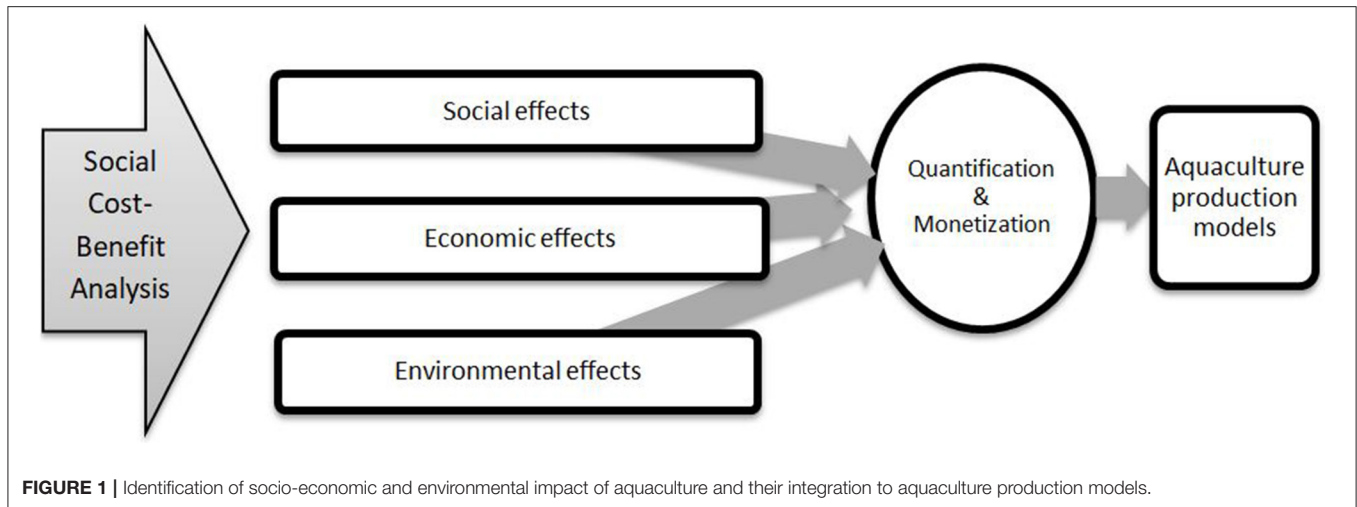 Social
Cost-
Benefit
Analysis
Social effects
Economic effects
Environmental effects
Quantification
&
Monetization
Aquaculture
production
models
FIGURE 1 | Identification of socio-economic and environmental impact of aquaculture and their integration to aquaculture production models.